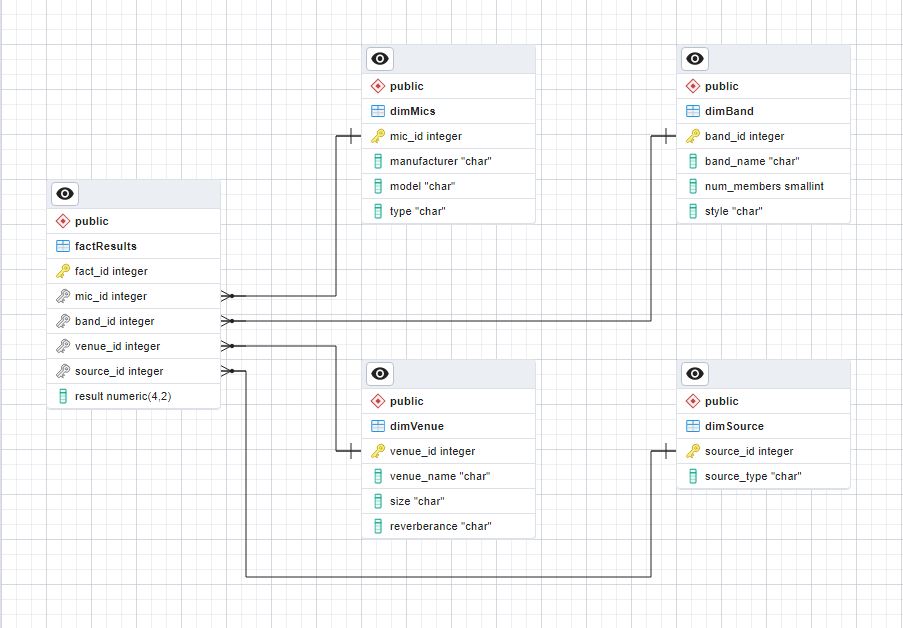 public
factResults
fact_id integer
mic_id integer
band_id integer
venue_id integer
source_id integer
result numeric(4,2)
public
dimMics
mic_id integer
manufacturer "char"
model "char"
type "char"
public
dimBand
band_id integer
band_name "char"
num_members smallint
style "char"
public
dimVenue
venue_id integer
venue_name "char"
size "char"
reverberance "char"
public
dimSource
source_id integer
source_type "char"